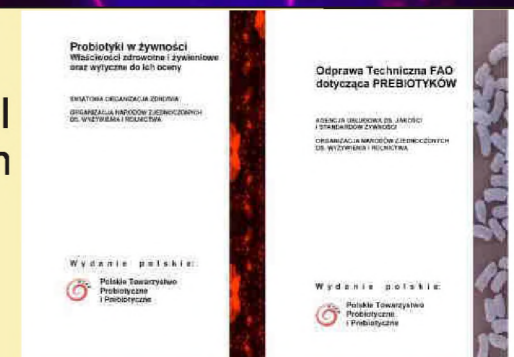 l
n
Probiotyki w żywności
Właściwości zdrowotne i żywieniowe
oraz wytyczne do ich oceny
ŚWIATOWA ORGANIZACJA ZDROWIA
ORGANIZACJA NARODÓW ZJEDNOCZONYCH
DS. WYŻYWIENIA I ROLNICTWA
Wydanie polskie:
Polskie Towarzystwo
Probiotyczne
i Prebiotyczne
Odprawa Techniczna FAO
dotycząca PREBIOTYKÓW
AGENCJA DS. JAKOŚCI
I STANDARDÓW ŻYWNOŚCI
ORGANIZACJA NARODÓW ZJEDNOCZONYCH
DS. WYŻYWIENIA I ROLNICTWA
Wydanie polskie:
Polskie Towarzystwo
Probiotyczne
i Prebiotyczne